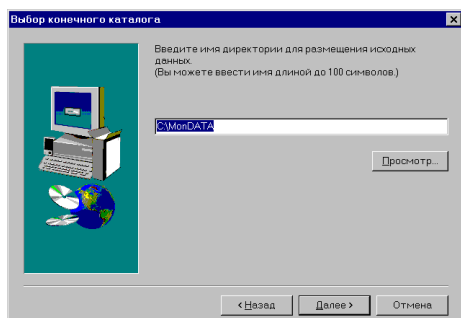 Выбор конечного каталога
Введите имя директории для размещения исходных
данных.
(Вы можете ввести имя длиной до 100 символов.)
C:\MonDATA
Просмотр...
< Назад
Далее >
Отмена